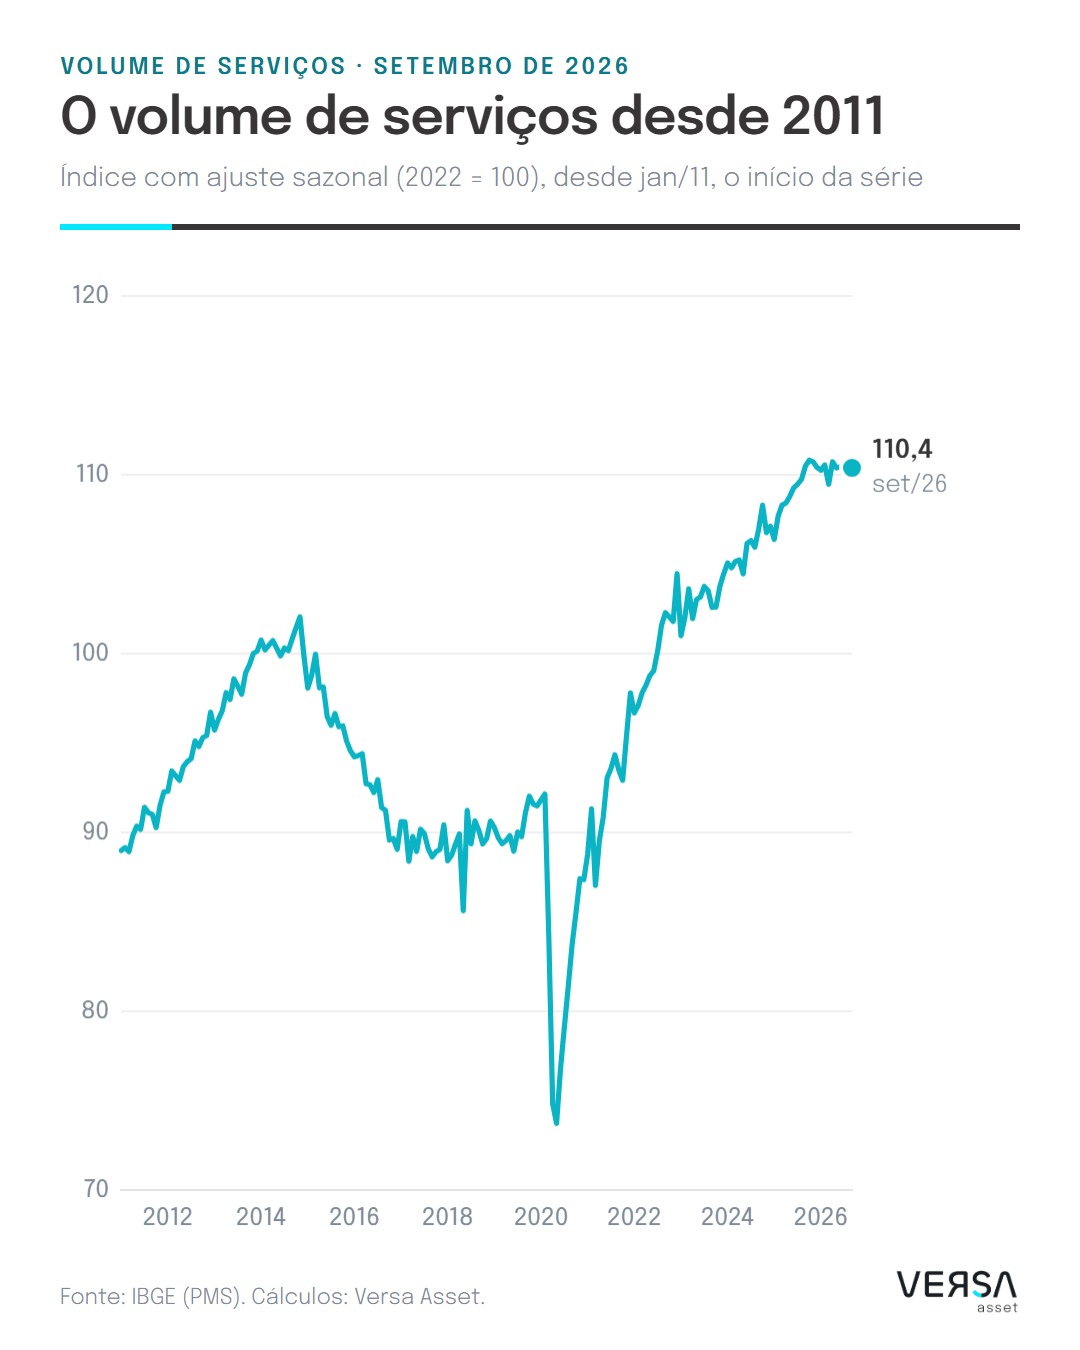 VOLUME DE SERVIÇOS · SETEMBRO DE 2026
O volume de serviços desde 2011
Índice com ajuste sazonal (2022 = 100), desde jan/11, o início da série
120
110
100
90
80
70
110,4
set/26
2012 2014 2016 2018 2020 2022 2024 2026
Fonte: IBGE (PMS). Cálculos: Versa Asset.
VERSA
asset